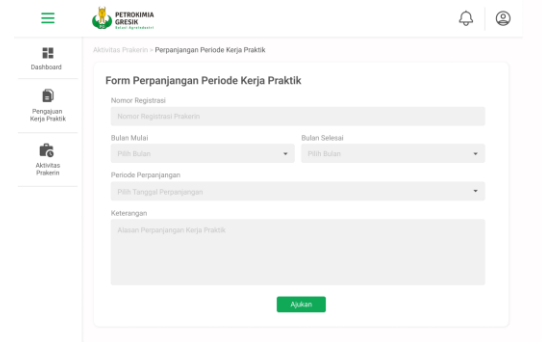 PETROKIMIA
GRESIK
Solusi Agroindustri
Aktivitas Prakerin > Perpanjangan Periode Kerja Praktik
Dashboard
Pengajuan
Kerja Praktik
Aktivitas
Prakerin
Form Perpanjangan Periode Kerja Praktik
Nomor Registrasi
Nomor Registrasi Prakerin
Bulan Mulai
Bulan Selesai
Pilih Bulan
Pilih Bulan
Periode Perpanjangan
Pilih Tanggal Perpanjangan
Keterangan
Alasan Perpanjangan Kerja Praktik
Ajukan